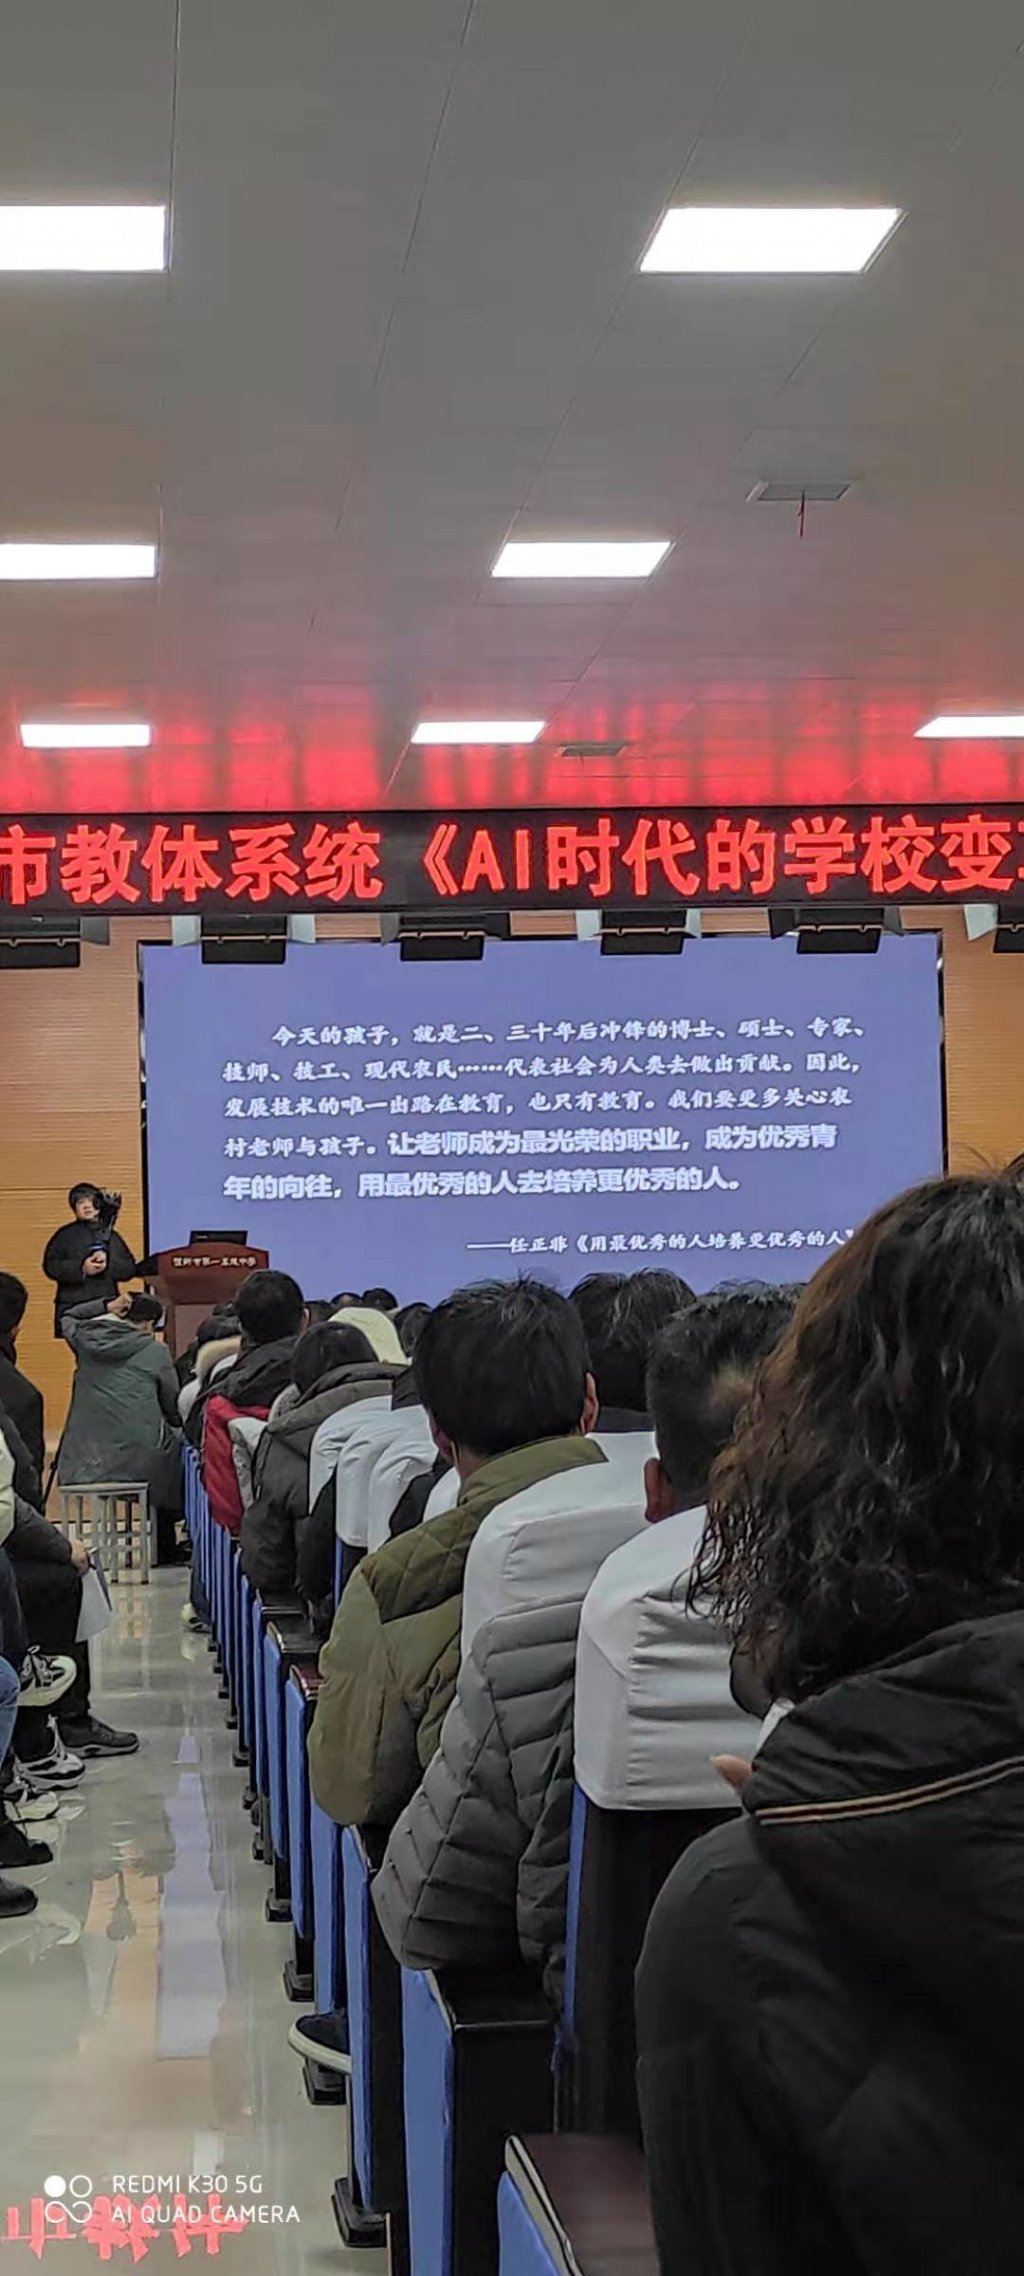 市教体系统《AI时代的学校变
今天的孩子，就是二、三十年后冲锋的博士、硕士、专家、
技师、技工、现代农民……代表社会为人类去做出贡献。因此，
发展技术的唯一出路在教育，也只有教育。我们要更多关心农
村老师与孩子。让老师成为最光荣的职业，成为优秀青
年的向往，用最优秀的人去培养更优秀的人。
——任正非《用最优秀的人培养更优秀的人》
市第一高级中学
REDMI K30 5G
AI QUAD CAMERA